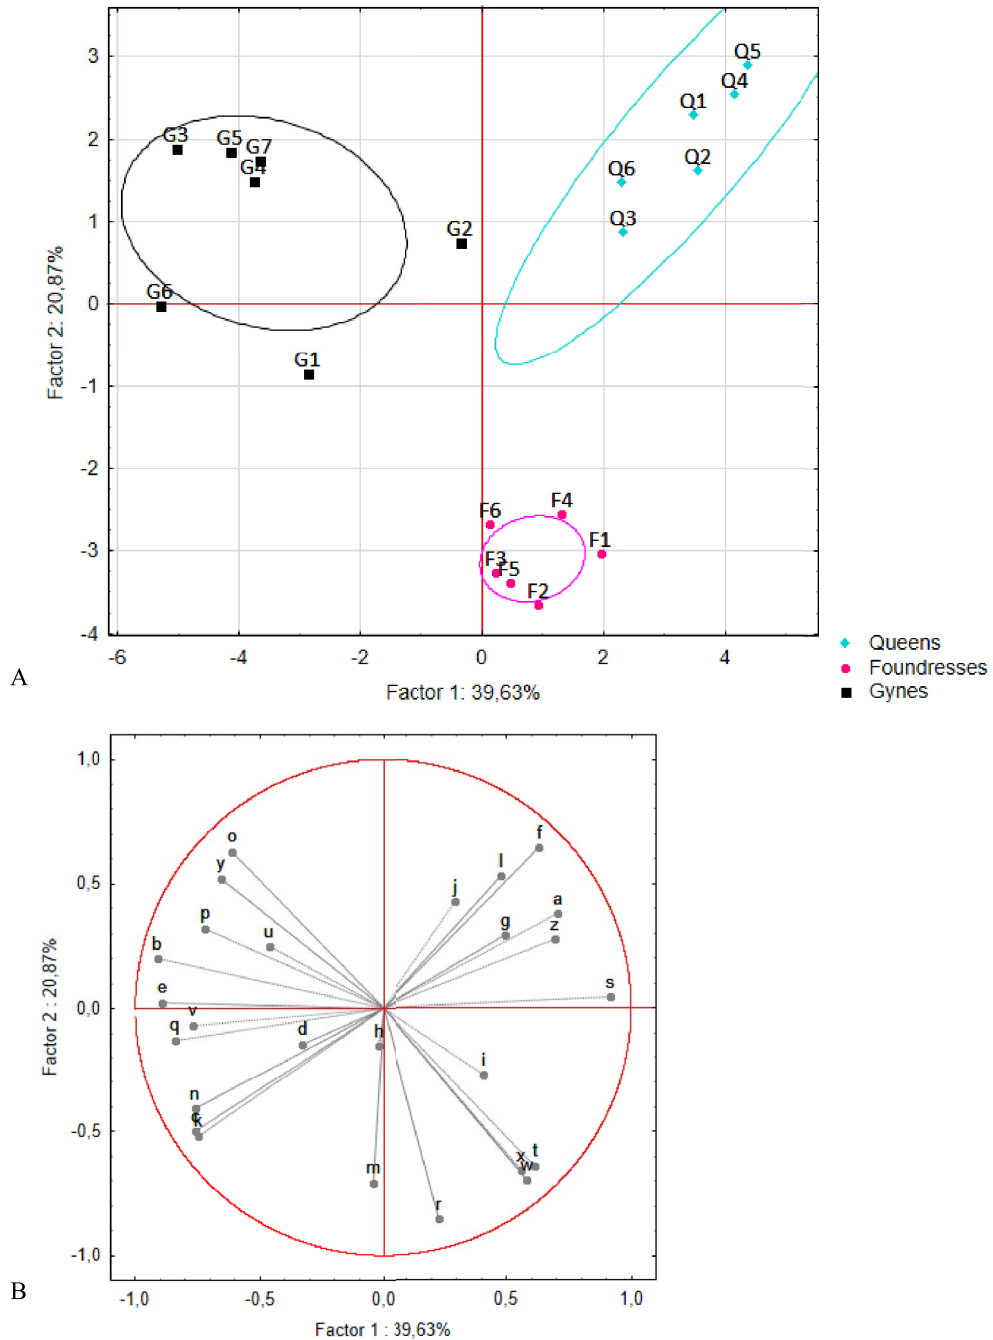 3
2
1
0
-1
-2
-3
-4
Factor 2: 20,87%
Q5
Q4
Q1
Q2
Q6
Q3
G3
G5
G7
G4
G2
G6
G1
F6
F4
F1
F3
F5
F2
-6
-4
-2
0
2
4
Factor 1: 39,63%
A
Queens
Foundresses
Gynes
1,0
0,5
0,0
-0,5
-1,0
Factor 2 : 20,87%
o
y
p
u
b
e
v
q
d
h
n
c
k
m
r
f
l
j
a
g
z
s
i
t
x
w
-1,0
-0,5
0,0
0,5
1,0
Factor 1 : 39,63%
B